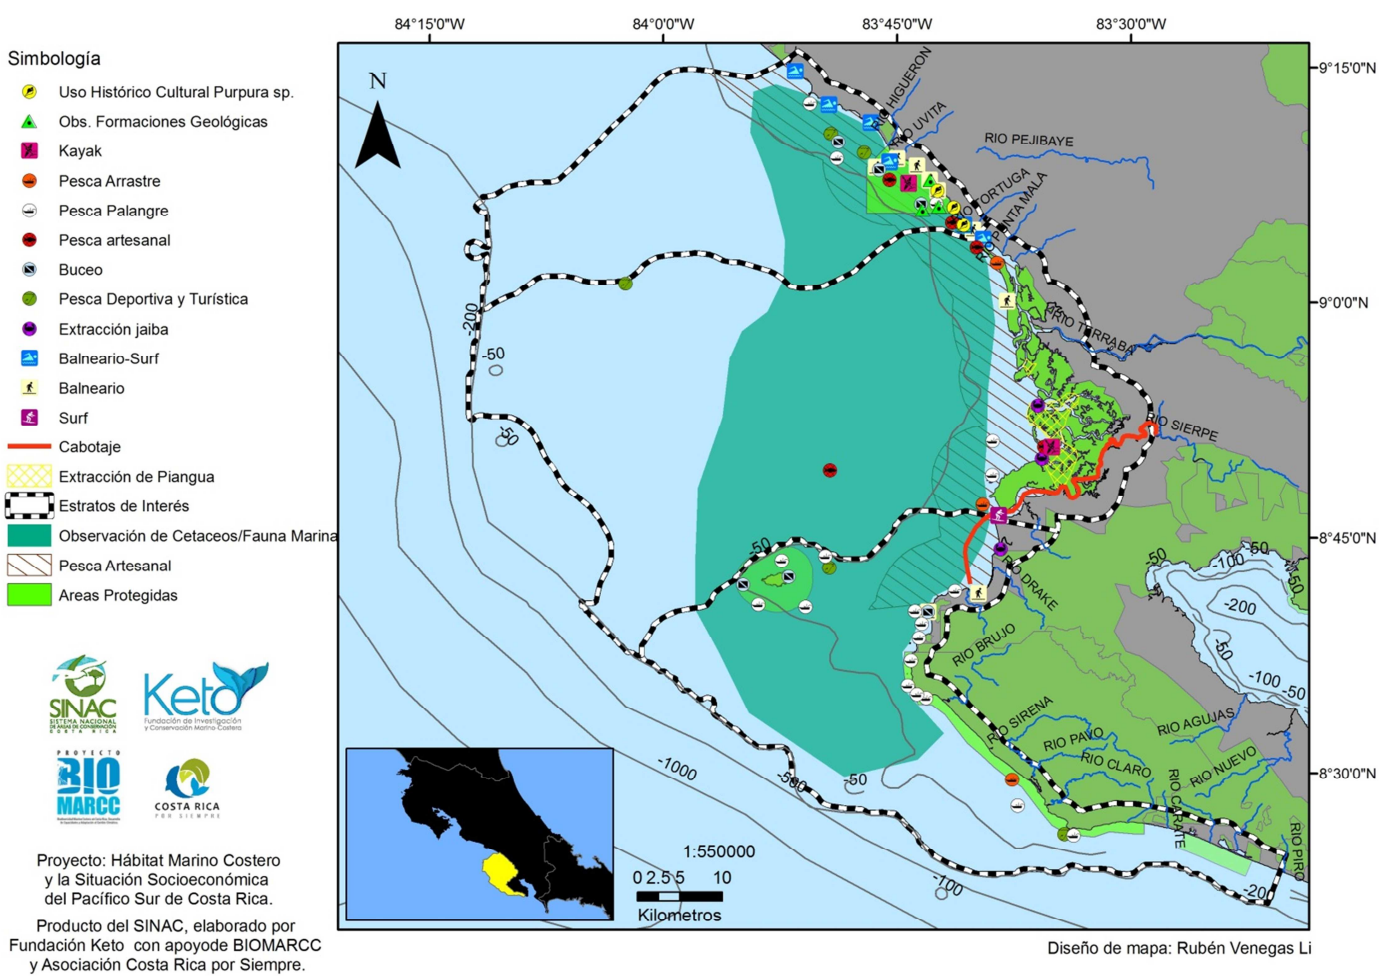 84°15'0"W
84°0'0"W
83°45'0"W
83°30'0"W
9°15'0"N
9°0'0"N
8°45'0"N
8°30'0"N
Simbología
Uso Histórico Cultural Purpura sp.
Obs. Formaciones Geológicas
Kayak
Pesca Arrastre
Pesca Palangre
Pesca artesanal
Buceo
Pesca Deportiva y Turística
Extracción jaiba
Balneario-Surf
Balneario
Surf
Cabotaje
Extracción de Piangua
Estratos de Interés
Observación de Cetaceos/Fauna Marina
Pesca Artesanal
Areas Protegidas
N
RIO HIGUERON
RIO UVITA
RIO PEJIBAYE
RIO TORTUGA
RIO PUNTA MALA
RIO TERRABA
RIO SIERPE
RIO DRAKE
RIO BRUJO
RIO SIRENA
RIO PAVO
RIO CLARO
RIO AGUJAS
RIO NUEVO
RIO CARATE
RIO PIRO
-200
-50
-50
-50
-50
-50
-100
-50
-200
-50
-100
-50
-1000
-500
-50
-100
-200
SINAC
SISTEMA NACIONAL
DE AREAS DE CONSERVACIÓN
COSTA RICA
Keto
Fundación de Investigación
y Conservación Marino Costera
PROYECTO
BIO
MARCC
COSTA RICA
POR SIEMPRE
1:550000
0 2.5 5 10
Kilometros
Proyecto: Hábitat Marino Costero
y la Situación Socioeconómica
del Pacífico Sur de Costa Rica.
Producto del SINAC, elaborado por
Fundación Keto con apoyode BIOMARCC
y Asociación Costa Rica por Siempre.
Diseño de mapa: Rubén Venegas Li